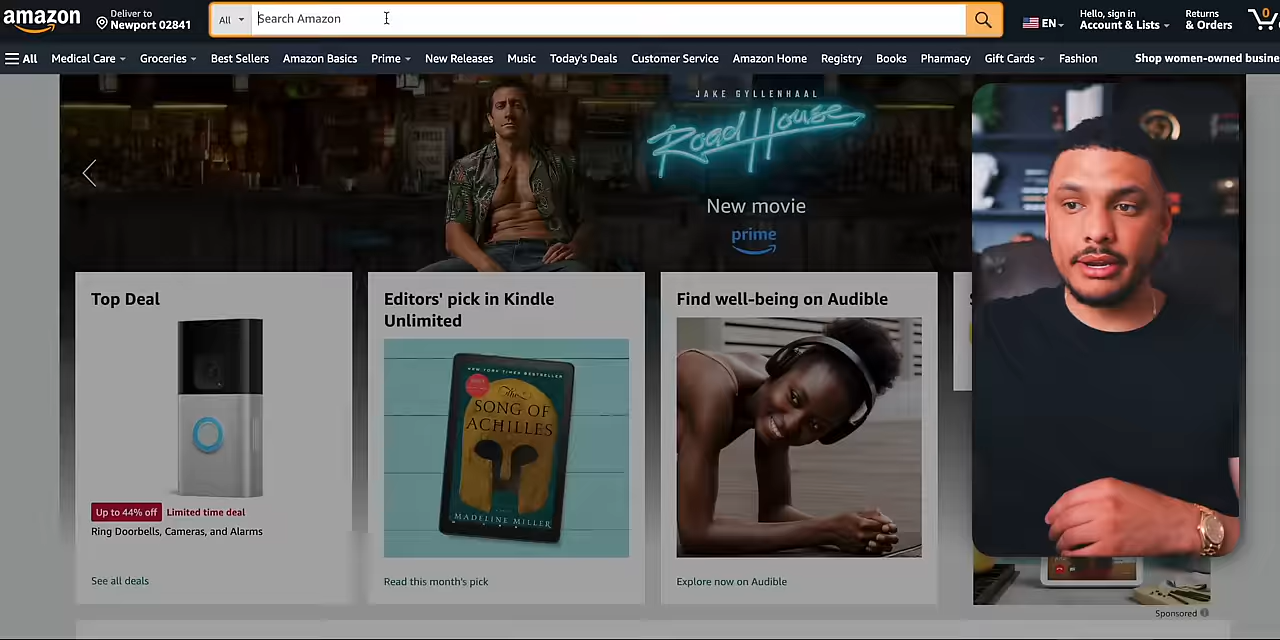 amazon
Deliver to
Newport 02841
All
Search Amazon
EN
Hello, sign in
Account & Lists
Returns
& Orders
0
All
Medical Care
Groceries
Best Sellers
Amazon Basics
Prime
New Releases
Music
Today's Deals
Customer Service
Amazon Home
Registry
Books
Pharmacy
Gift Cards
Fashion
Shop women-owned busine
JAKE GYLLENHAAL
Road House
New movie
prime
Top Deal
Up to 44% off
Limited time deal
Ring Doorbells, Cameras, and Alarms
See all deals
Editors' pick in Kindle
Unlimited
NEW YORK TIMES BESTSELLER
The
SONG OF
ACHILLES
MADELINE MILLER
Read this month's pick
Find well-being on Audible
Explore now on Audible
Sponsored